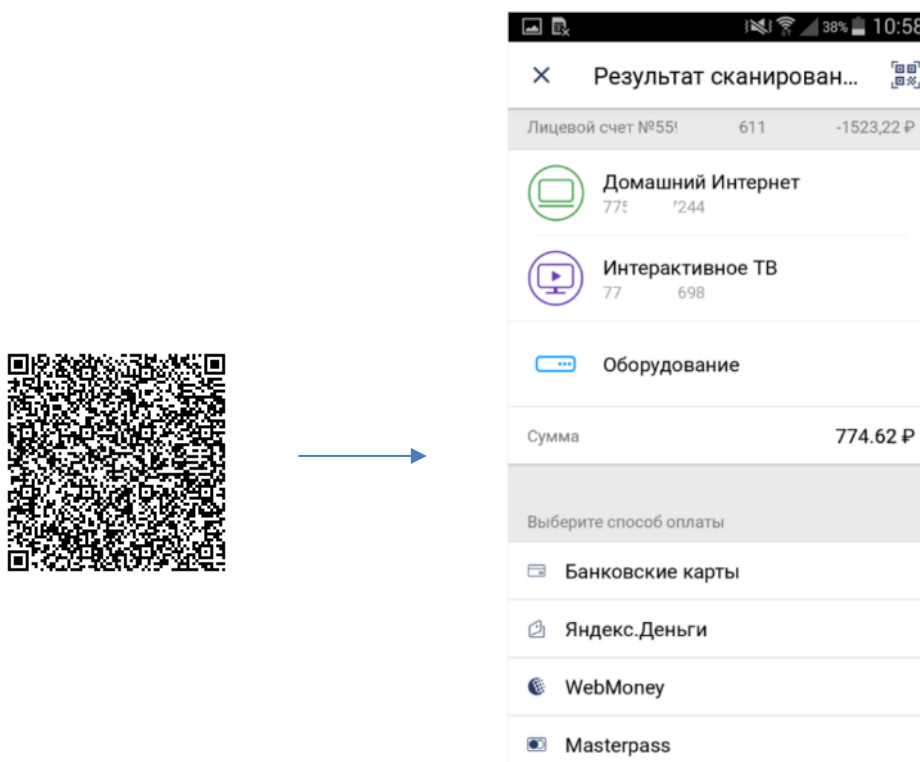 38% 10:58
Результат сканирован...
Лицевой счет №55 611 -1523,22 ₽
Домашний Интернет
775 7244
Интерактивное ТВ
77 698
Оборудование
Сумма 774.62 ₽
Выберите способ оплаты
Банковские карты
Яндекс.Деньги
WebMoney
Masterpass